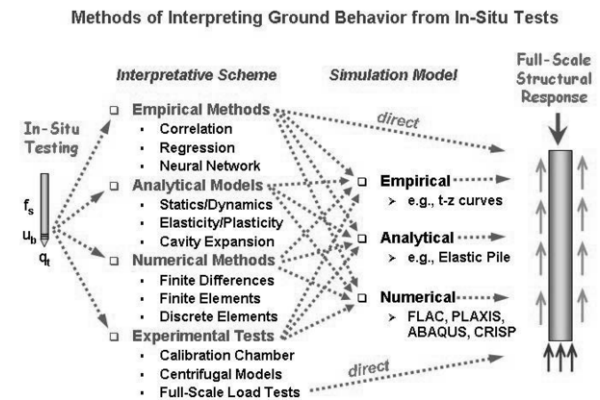 Methods of Interpreting Ground Behavior from In-Situ Tests
Interpretative Scheme
Simulation Model
Full-Scale
Structural
Response
In-Situ
Testing
fs
ub
qt
Empirical Methods
Correlation
Regression
Neural Network
Analytical Models
Statics/Dynamics
Elasticity/Plasticity
Cavity Expansion
Numerical Methods
Finite Differences
Finite Elements
Discrete Elements
Experimental Tests
Calibration Chamber
Centrifugal Models
Full-Scale Load Tests
direct
Empirical
e.g., t-z curves
Analytical
e.g., Elastic Pile
Numerical
FLAC, PLAXIS,
ABAQUS, CRISP
direct